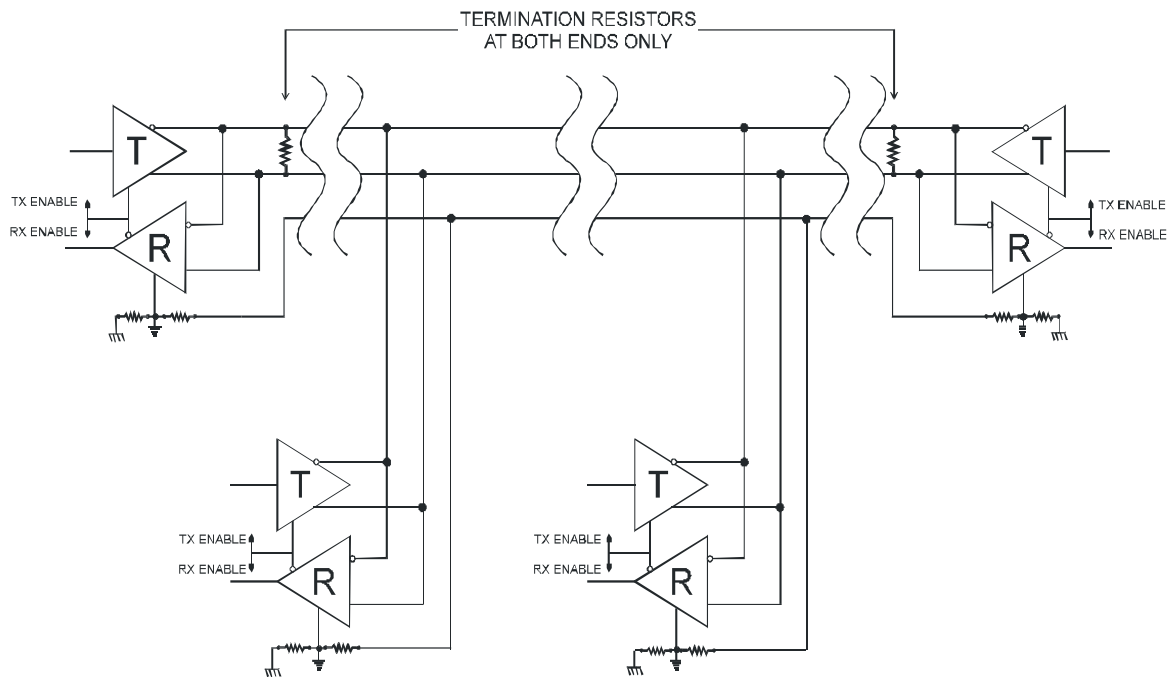 TERMINATION RESISTORS
AT BOTH ENDS ONLY
T
T
TX ENABLE
RX ENABLE
R
R
TX ENABLE
RX ENABLE
T
T
TX ENABLE
RX ENABLE
R
TX ENABLE
RX ENABLE
R